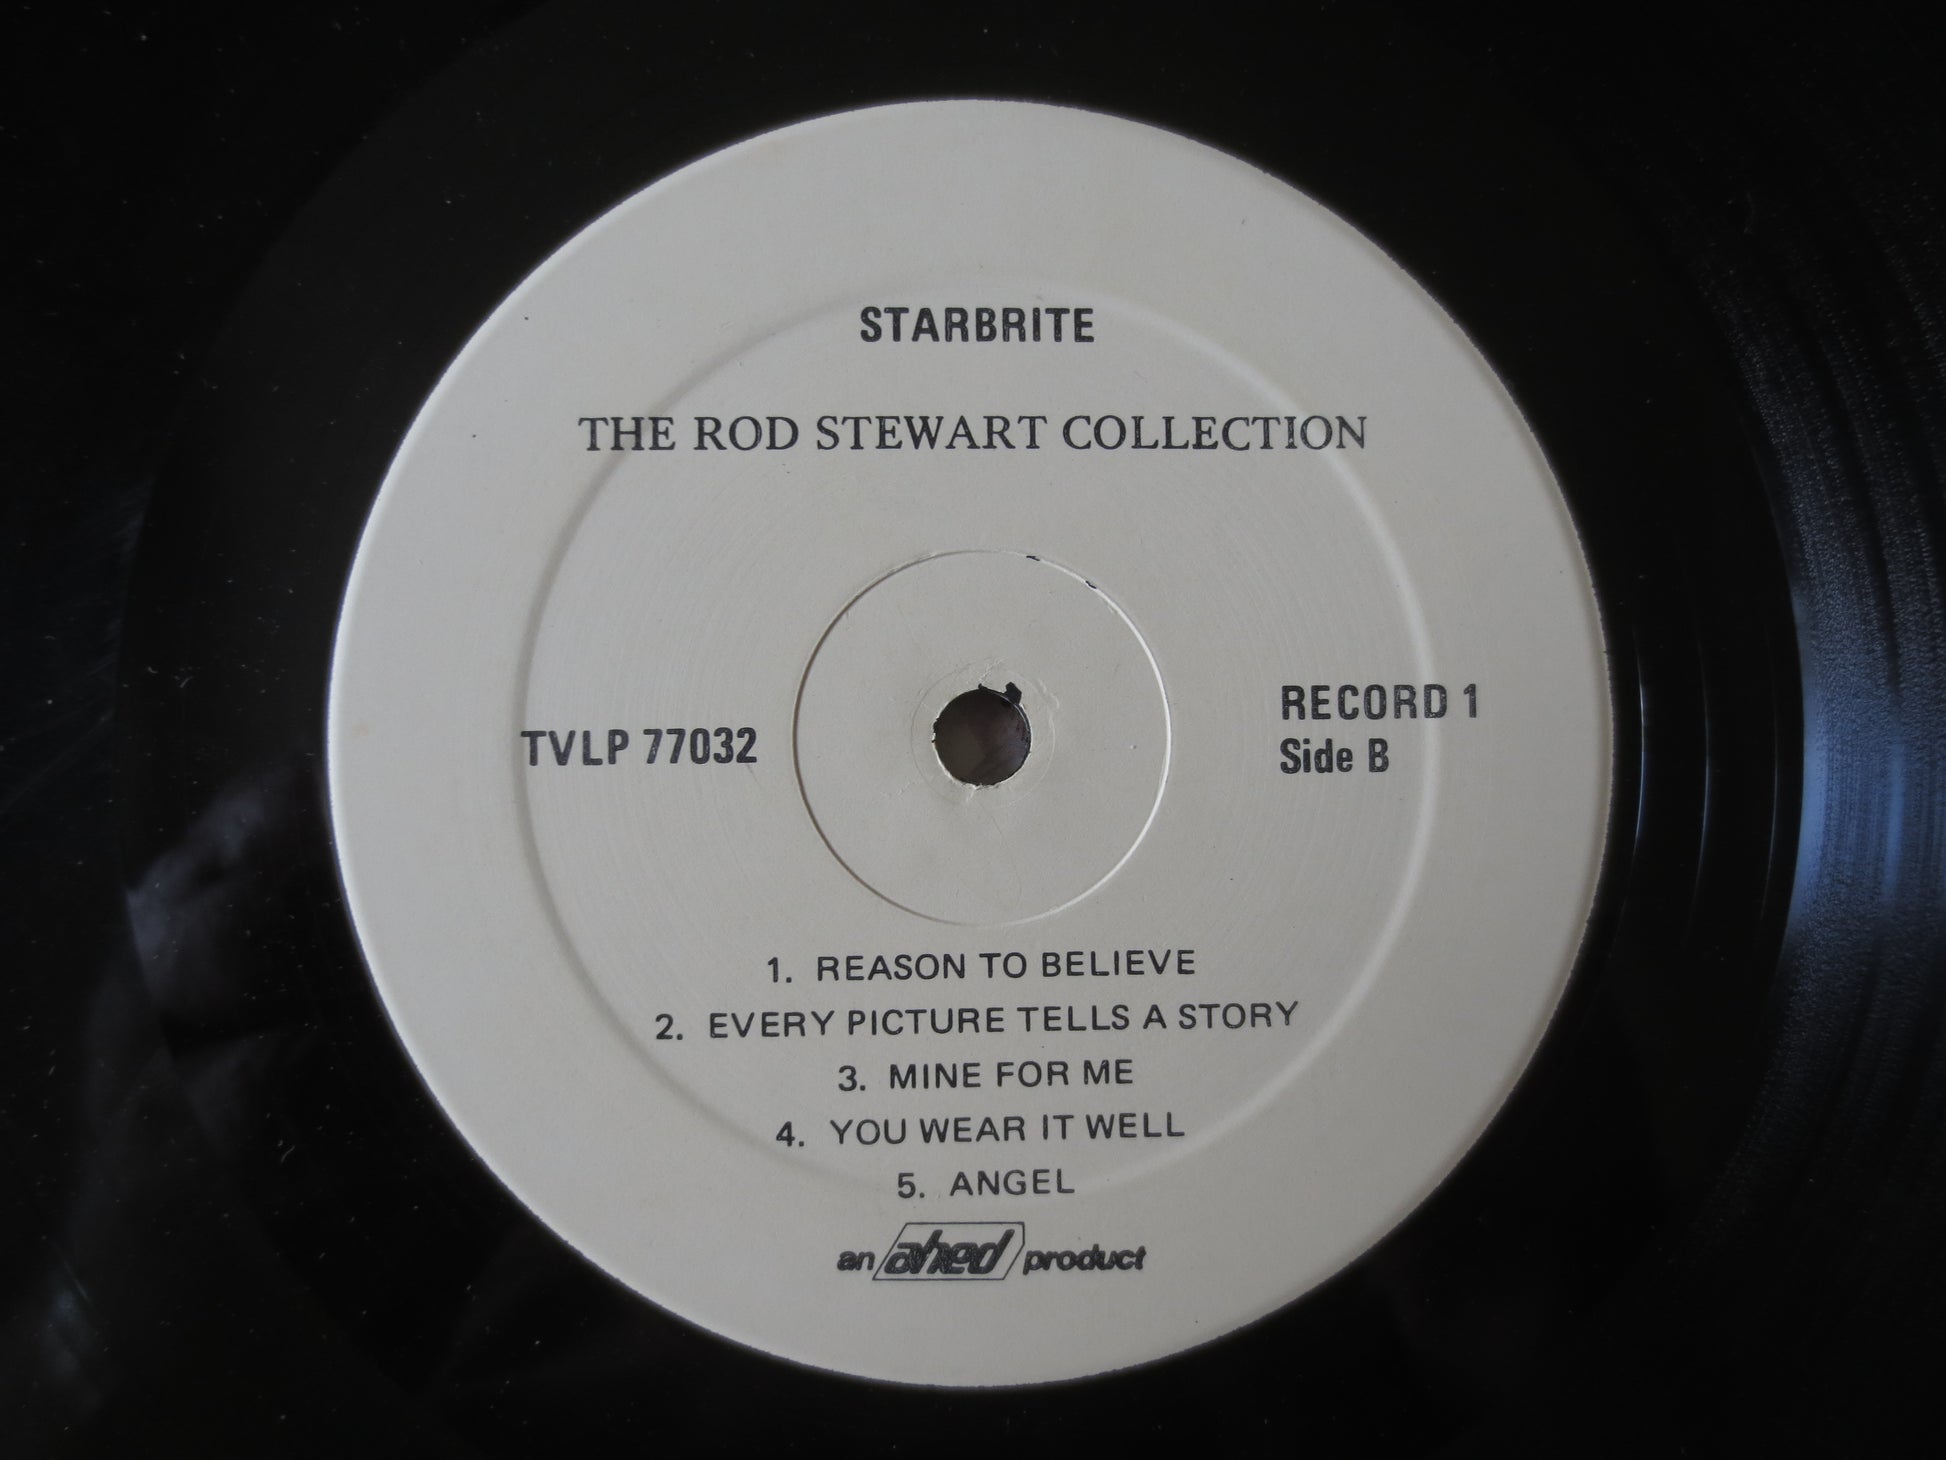 STARBRITE
THE ROD STEWART COLLECTION
TVLP 77032
RECORD 1
Side B
1. REASON TO BELIEVE
2. EVERY PICTURE TELLS A STORY
3. MINE FOR ME
4. YOU WEAR IT WELL
5. ANGEL
an ahed product